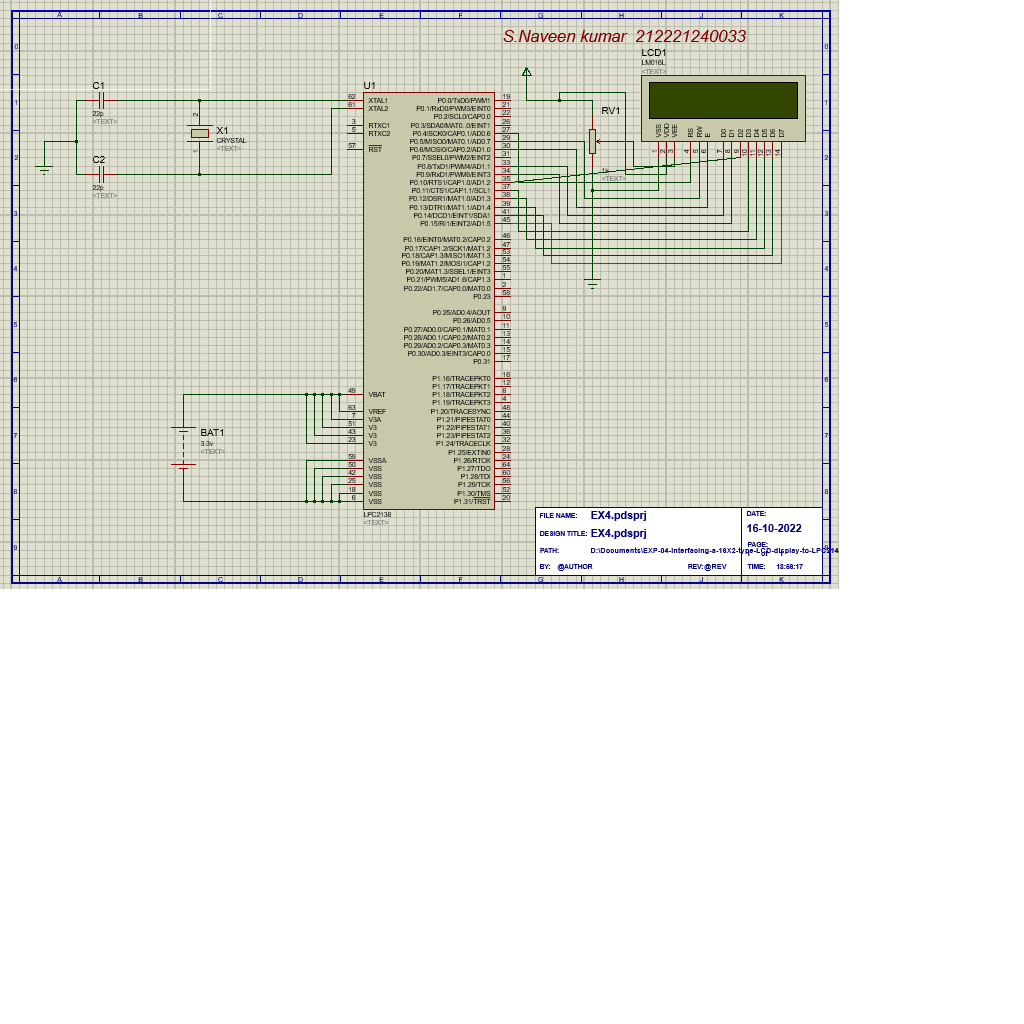 A B C D E F G H J K
S.Naveen kumar 212221240033
LCD1
LM016L
<TEXT>
VSS VDD VEE RS RW E D0 D1 D2 D3 D4 D5 D6 D7
1 2 3 4 5 6 7 8 9 10 11 12 13 14
RV1
1k
<TEXT>
C1
22p
<TEXT>
C2
22p
<TEXT>
X1
CRYSTAL
<TEXT>
2
1
U1
62 XTAL1
61 XTAL2
3 RTXC1
5 RTXC2
57 RST
49 VBAT
63 VREF
7 V3A
51 V3
43 V3
23 V3
59 VSSA
50 VSS
42 VSS
25 VSS
18 VSS
6 VSS
P0.0/TxD0/PWM1 19
P0.1/RxD0/PWM3/EINT0 21
P0.2/SCL0/CAP0.0 22
P0.3/SDA0/MAT0..0/EINT1 26
P0.4/SCK0/CAP0.1/AD0.6 27
P0.5/MISO0/MAT0.1/AD0.7 29
P0.6/MOSI0/CAP0.2/AD1.0 30
P0.7/SSEL0/PWM2/EINT2 31
P0.8/TxD1/PWM4/AD1.1 33
P0.9/RxD1/PWM6/EINT3 34
P0.10/RTS1/CAP1.0/AD1.2 35
P0.11/CTS1/CAP1.1/SCL1 37
P0.12/DSR1/MAT1.0/AD1.3 38
P0.13/DTR1/MAT1.1/AD1.4 39
P0.14/DCD1/EINT1/SDA1 41
P0.15/RI1/EINT2/AD1.5 45
P0.16/EINT0/MAT0.2/CAP0.2 46
P0.17/CAP1.2/SCK1/MAT1.2 47
P0.18/CAP1.3/MISO1/MAT1.3 53
P0.19/MAT1.2/MOSI1/CAP1.2 54
P0.20/MAT1.3/SSEL1/EINT3 55
P0.21/PWM5/AD1.6/CAP1.3 1
P0.22/AD1.7/CAP0.0/MAT0.0 2
P0.23 58
P0.25/AD0.4/AOUT 9
P0.26/AD0.5 10
P0.27/AD0.0/CAP0.1/MAT0.1 11
P0.28/AD0.1/CAP0.2/MAT0.2 13
P0.29/AD0.2/CAP0.3/MAT0.3 14
P0.30/AD0.3/EINT3/CAP0.0 15
P0.31 17
P1.16/TRACEPKT0 16
P1.17/TRACEPKT1 12
P1.18/TRACEPKT2 8
P1.19/TRACEPKT3 4
P1.20/TRACESYNC 48
P1.21/PIPESTAT0 44
P1.22/PIPESTAT1 40
P1.23/PIPESTAT2 36
P1.24/TRACECLK 32
P1.25/EXTIN0 28
P1.26/RTCK 24
P1.27/TDO 64
P1.28/TDI 60
P1.29/TCK 56
P1.30/TMS 52
P1.31/TRST 20
LPC2138
<TEXT>
BAT1
3.3v
<TEXT>
0 1 2 3 4 5 6 7 8 9
0 1 2 3 4 5 6 7 8 9
FILE NAME: EX4.pdsprj
DESIGN TITLE: EX4.pdsprj
PATH: D:\Documents\EXP-04-Interfacing-a-16X2-type-LCD-display-to-LPC214
BY: @AUTHOR REV:@REV
DATE:
16-10-2022
PAGE:
TIME: 18:56:17
A B C D E F G H J K